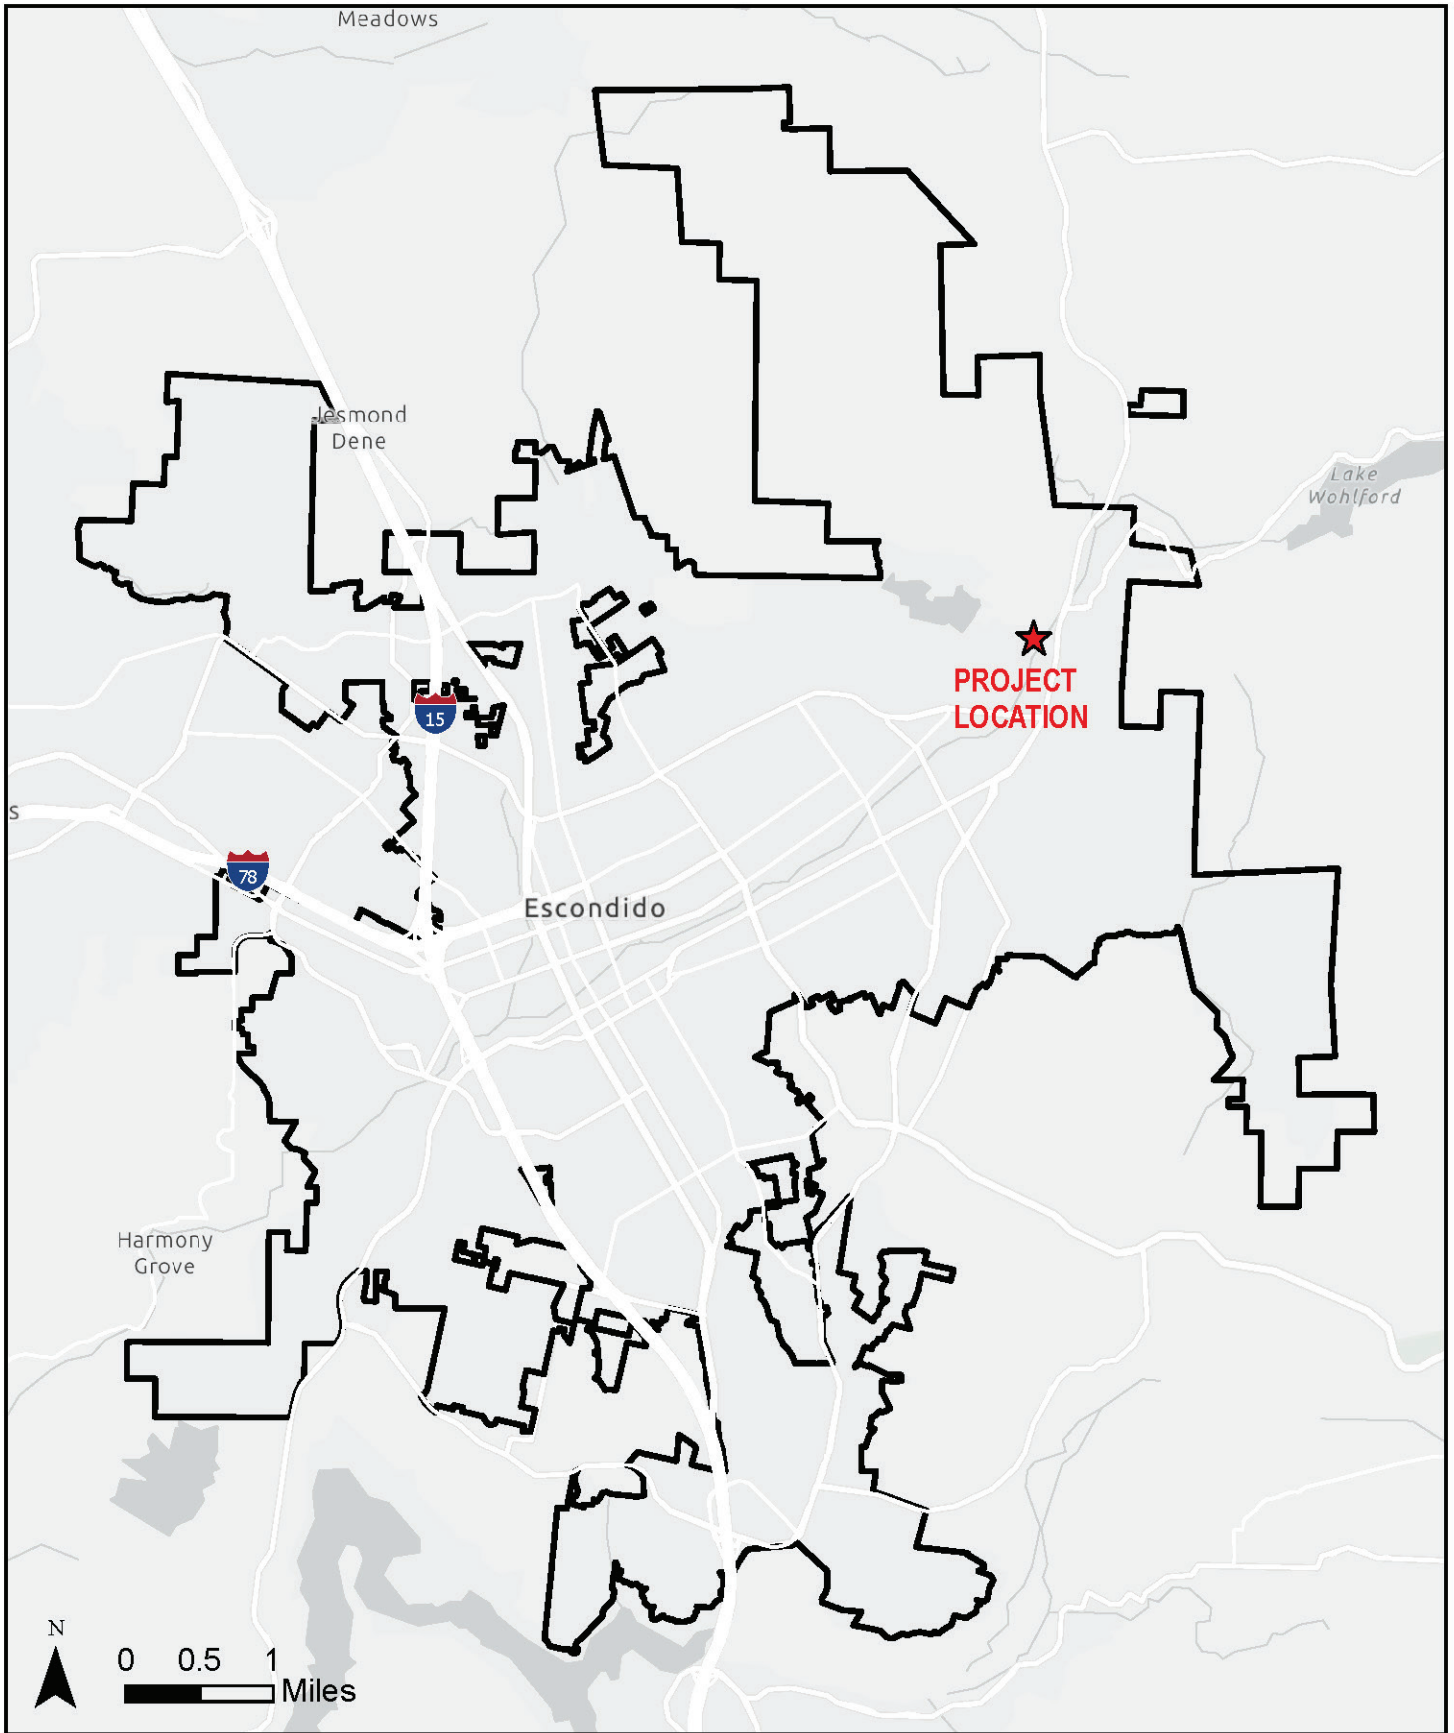 Meadows
Jesmond
Dene
Lake
Wohlford
PROJECT
LOCATION
15
s
78
Escondido
Harmony
Grove
N
0 0.5 1
Miles